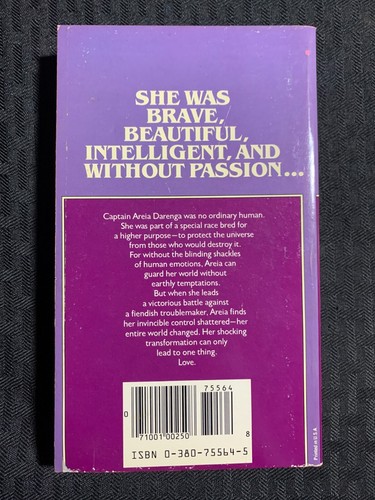 SHE WAS
BRAVE,
BEAUTIFUL,
INTELLIGENT, AND
WITHOUT PASSION...
Captain Areia Darenga was no ordinary human.
She was part of a special race bred for
a higher purpose—to protect the universe
from those who would destroy it.
For without the blinding shackles
of human emotions, Areia can
guard her world without
earthly temptations.
But when she leads
a victorious battle against
a fiendish troublemaker, Areia finds
her invincible control shattered—her
entire world changed. Her shocking
transformation can only
lead to one thing.
Love.
75564
0
71001 00250
8
ISBN 0-380-75564-5
Printed in U.S.A.